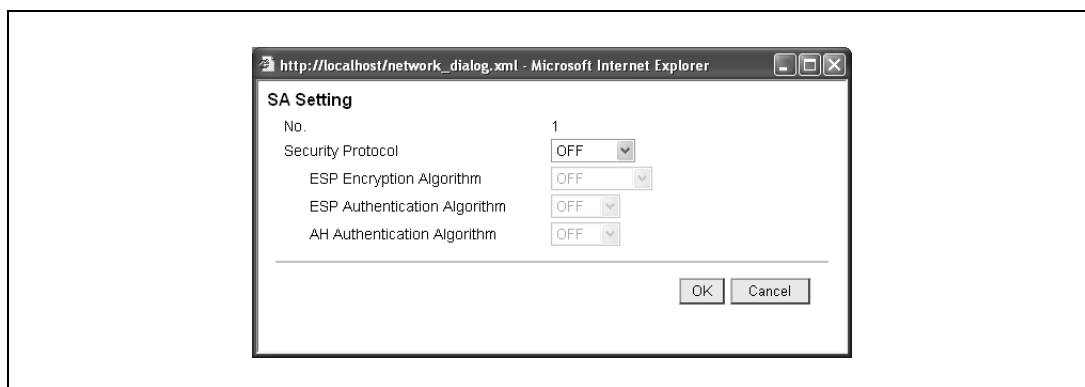 http://localhost/network_dialog.xml - Microsoft Internet Explorer
SA Setting
No. 1
Security Protocol OFF
ESP Encryption Algorithm OFF
ESP Authentication Algorithm OFF
AH Authentication Algorithm OFF
OK Cancel